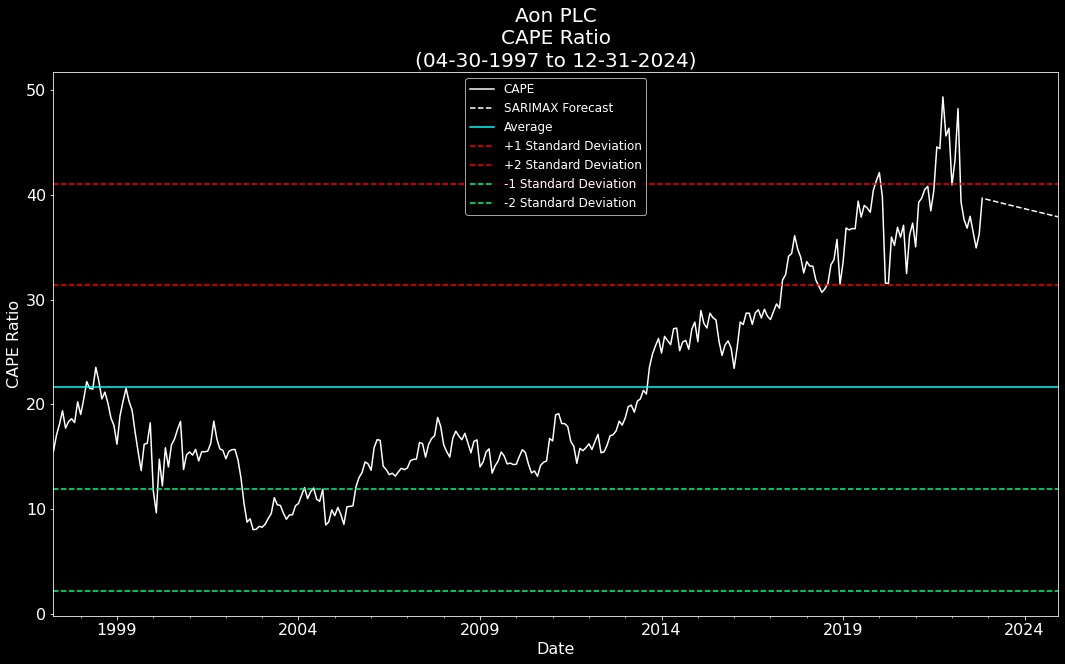 Aon PLC
CAPE Ratio
(04-30-1997 to 12-31-2024)
CAPE
SARIMAX Forecast
Average
+1 Standard Deviation
+2 Standard Deviation
-1 Standard Deviation
-2 Standard Deviation
50
40
30
20
10
0
CAPE Ratio
1999
2004
2009
2014
2019
2024
Date